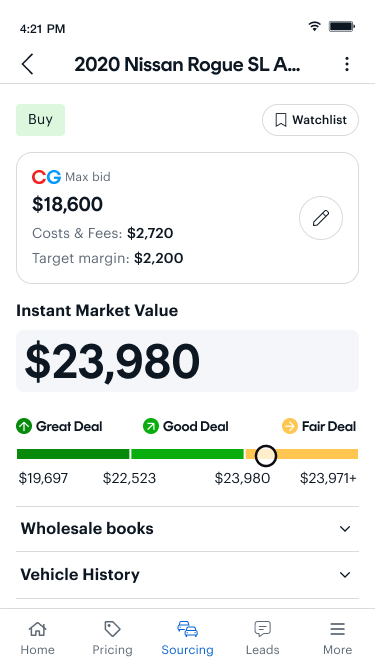 4:21 PM
2020 Nissan Rogue SL A...
Buy
Watchlist
CG Max bid
$18,600
Costs & Fees: $2,720
Target margin: $2,200
Instant Market Value
$23,980
Great Deal Good Deal Fair Deal
$19,697 $22,523 $23,980 $23,971+
Wholesale books
Vehicle History
Home Pricing Sourcing Leads More